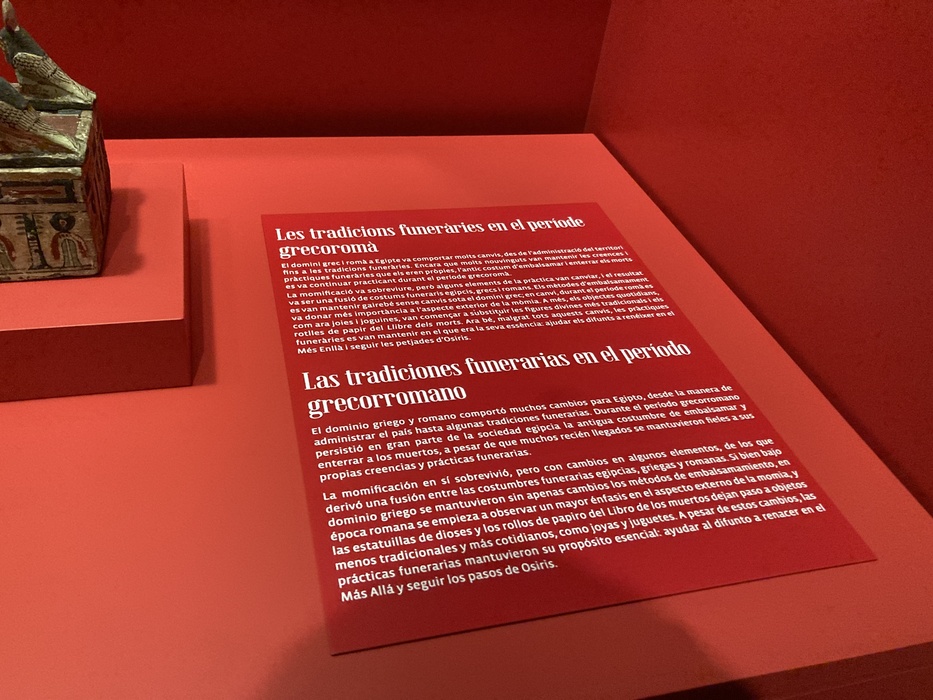 Les tradicions funeràries en el període
grecoromà
El domini grec i romà a Egipte va comportar molts canvis, des de l'administració del territori
fins a les tradicions funeràries. Encara que molts nouvinguts van mantenir les creences i
pràctiques funeràries que els eren pròpies, l'antic costum d'embalsamar i enterrar els morts
es va continuar practicant durant el període grecoromà.
La momificació va sobreviure, però alguns elements de la pràctica van canviar, i el resultat
va ser una fusió de costums funeraris egipcis, grecs i romans. Els mètodes d'embalsamament
es van mantenir gairebé sense canvis sota el domini grec; en canvi, durant el període romà es
va donar més importància a l'aspecte exterior de la mòmia. A més, els objectes quotidians,
com ara joies i joguines, van començar a substituir les figures divines més tradicionals i els
rotlles de papir del Llibre dels morts. Ara bé, malgrat tots aquests canvis, les pràctiques
funeràries es van mantenir en el que era la seva essència: ajudar els difunts a renéixer en el
Més Enllà i seguir les petjades d'Osiris.
Las tradiciones funerarias en el período
grecorromano
El dominio griego y romano comportó muchos cambios para Egipto, desde la manera de
administrar el país hasta algunas tradiciones funerarias. Durante el período grecorromano
persistió en gran parte de la sociedad egipcia la antigua costumbre de embalsamar y
enterrar a los muertos, a pesar de que muchos recién llegados se mantuvieron fieles a sus
propias creencias y prácticas funerarias.
La momificación en sí sobrevivió, pero con cambios en algunos elementos, de los que
derivó una fusión entre las costumbres funerarias egipcias, griegas y romanas. Si bien bajo
dominio griego se mantuvieron sin apenas cambios los métodos de embalsamamiento, en
época romana se empieza a observar un mayor énfasis en el aspecto externo de la momia, y
las estatuillas de dioses y los rollos de papiro del Libro de los muertos dejan paso a objetos
menos tradicionales y más cotidianos, como joyas y juguetes. A pesar de estos cambios, las
prácticas funerarias mantuvieron su propósito esencial: ayudar al difunto a renacer en el
Más Allá y seguir los pasos de Osiris.